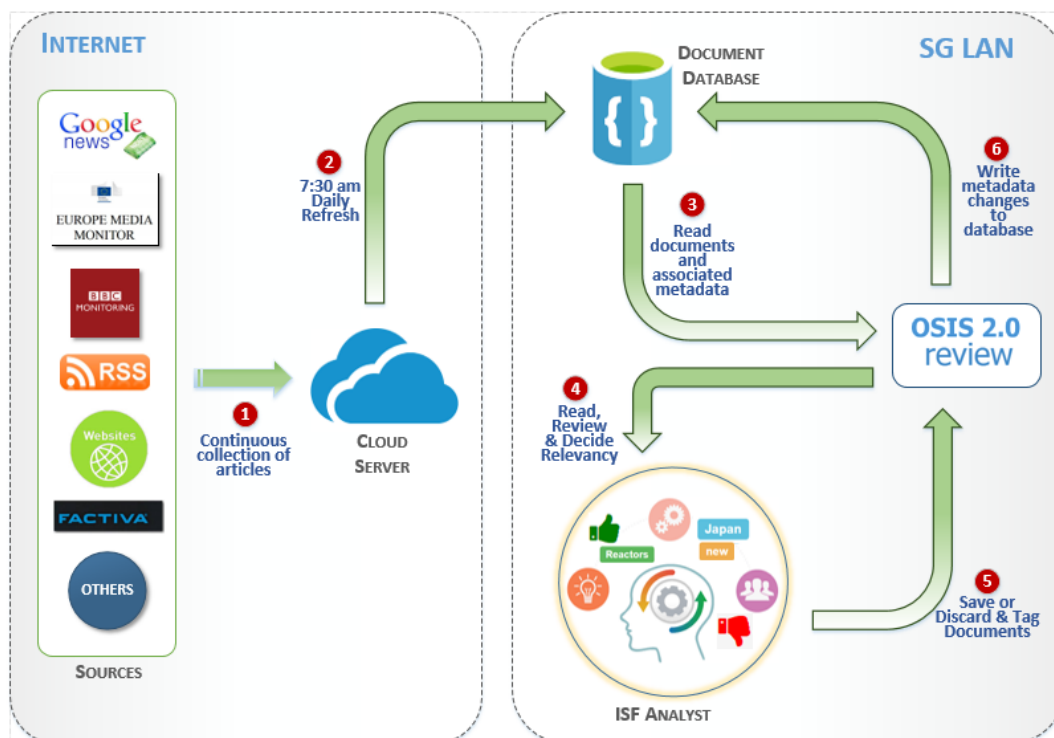 INTERNET
Google
news
EUROPE MEDIA
MONITOR
BBC
MONITORING
RSS
Websites
FACTIVA
OTHERS
SOURCES
1
Continuous
collection of
articles
CLOUD
SERVER
2
7:30 am
Daily
Refresh
SG LAN
DOCUMENT
DATABASE
{ }
3
Read
documents
and
associated
metadata
6
Write
metadata
changes
to
database
OSIS 2.0
review
4
Read,
Review
& Decide
Relevancy
Reactors
Japan
new
ISF ANALYST
5
Save or
Discard & Tag
Documents